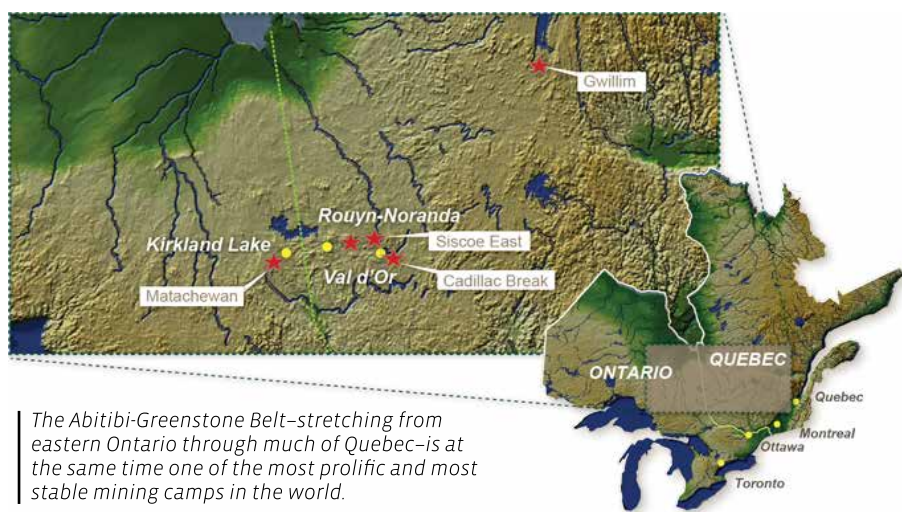 Gwillim
Rouyn-Noranda
Kirkland Lake
Siscoe East
Val d'Or
Cadillac Break
Matachewan
ONTARIO
QUEBEC
Quebec
Montreal
Ottawa
Toronto
The Abitibi-Greenstone Belt–stretching from
eastern Ontario through much of Quebec–is at
the same time one of the most prolific and most
stable mining camps in the world.